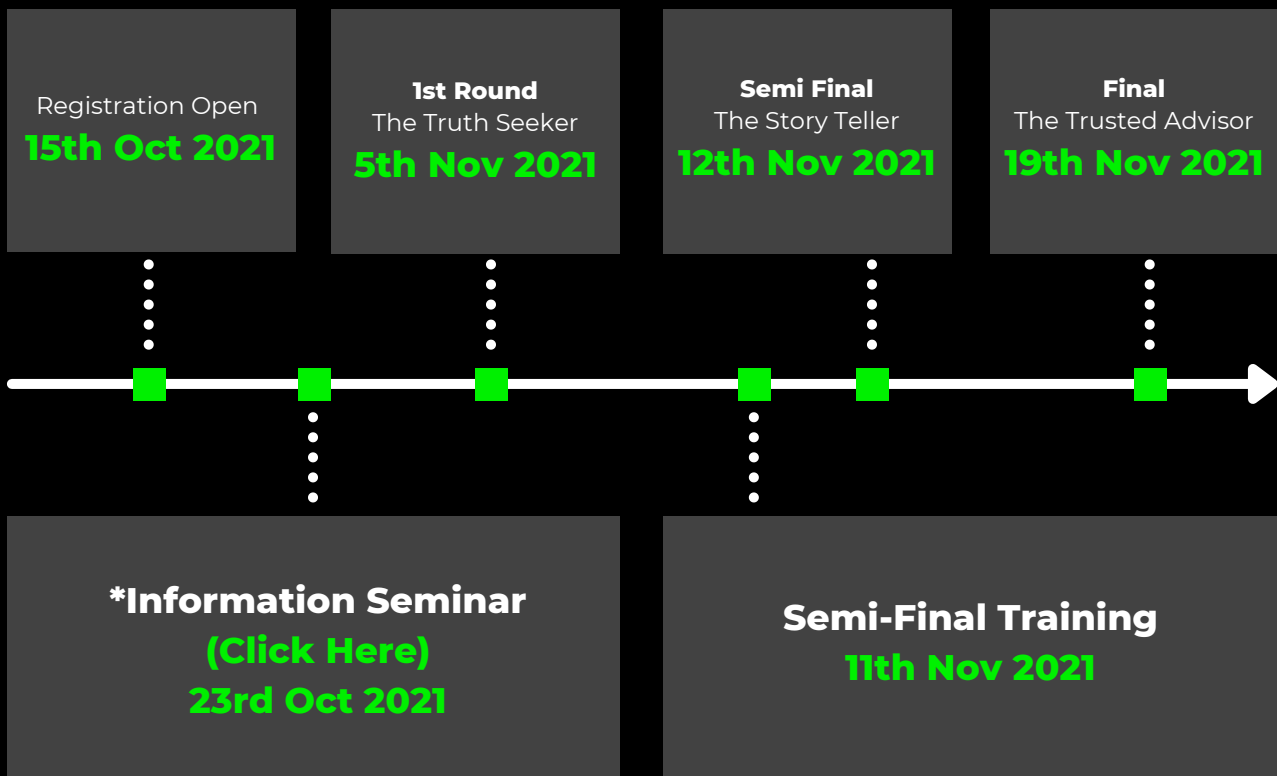 Registration Open
15th Oct 2021
1st Round
The Truth Seeker
5th Nov 2021
Semi Final
The Story Teller
12th Nov 2021
Final
The Trusted Advisor
19th Nov 2021
*Information Seminar
(Click Here)
23rd Oct 2021
Semi-Final Training
11th Nov 2021